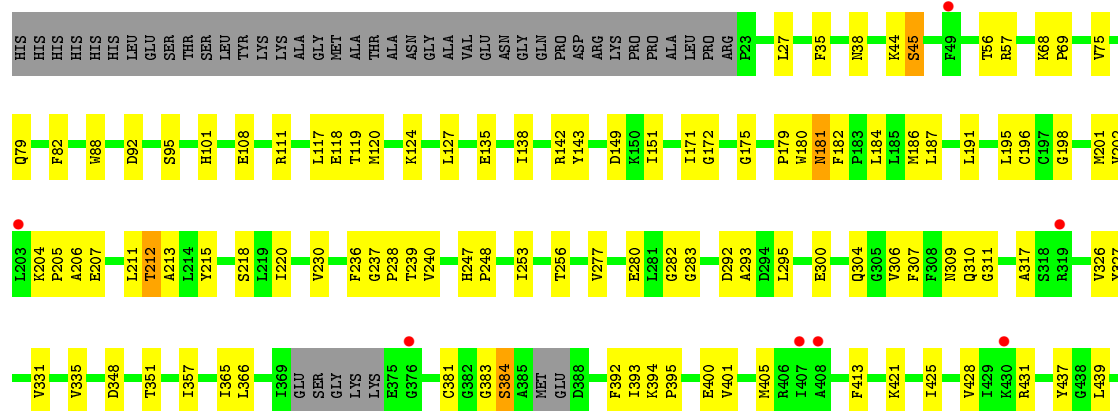 HIS HIS HIS HIS HIS HIS LEU GLU SER THR SER LEU TYR LYS LYS ALA GLY MET ALA THR ALA ASN GLY ALA VAL GLU ASN GLY GLN PRO ASP ARG LYS PRO PRO ALA LEU PRO ARG P23 L27 F35 N38 K44 S45 F49 T56 R57 K68 P69 V75
Q79 F82 W88 D92 S95 H101 E108 R111 L117 E118 T119 M120 K124 L127 E135 I138 R142 Y143 D149 K150 I151 I171 G172 G175 P179 W180 N181 F182 P183 L184 L185 M186 L187 L191 L195 C196 C197 G198 M201
L203 K204 P205 A206 E207 L211 T212 A213 L214 Y215 S218 L219 I220 V230 F236 G237 P238 T239 V240 H247 P248 I253 T256 V277 E280 L281 G282 G283 D292 A293 D294 L295 E300 Q304 G305 V306 F307 F308 N309 Q310 G311 A317 S318 R319 V326
V331 V335 D348 T351 I357 I365 L366 I369 GLU SER GLY LYS LYS E375 G376 C381 G382 G383 S384 A385 MET GLU D388 F392 I393 K394 P395 E400 V401 M405 R406 I407 A408 F413 K421 I425 V428 I429 K430 R431 Y437 G438 L439